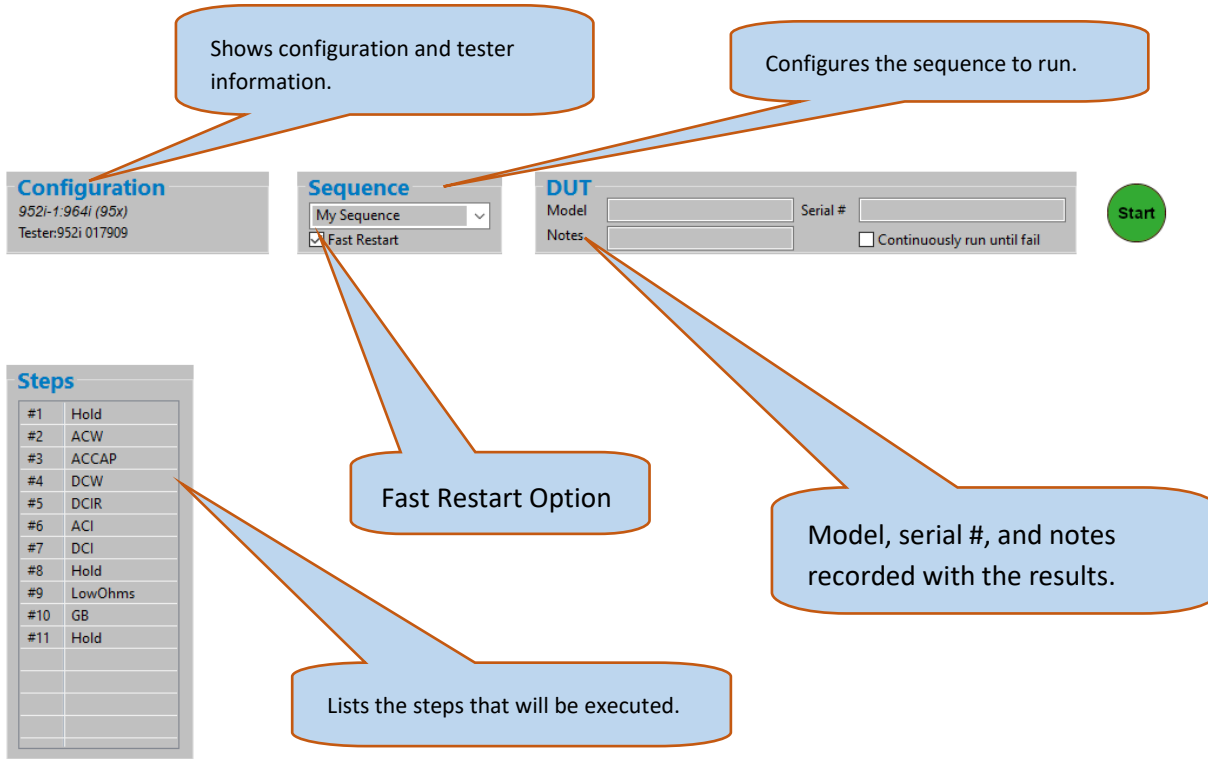 Shows configuration and tester
information.
Configures the sequence to run.
Configuration
952i-1:964i (95x)
Tester:952i 017909
Sequence
My Sequence
Fast Restart
DUT
Model
Serial #
Notes
Continuously run until fail
Start
Steps
#1 Hold
#2 ACW
#3 ACCAP
#4 DCW
#5 DCIR
#6 ACI
#7 DCI
#8 Hold
#9 LowOhms
#10 GB
#11 Hold
Fast Restart Option
Model, serial #, and notes
recorded with the results.
Lists the steps that will be executed.